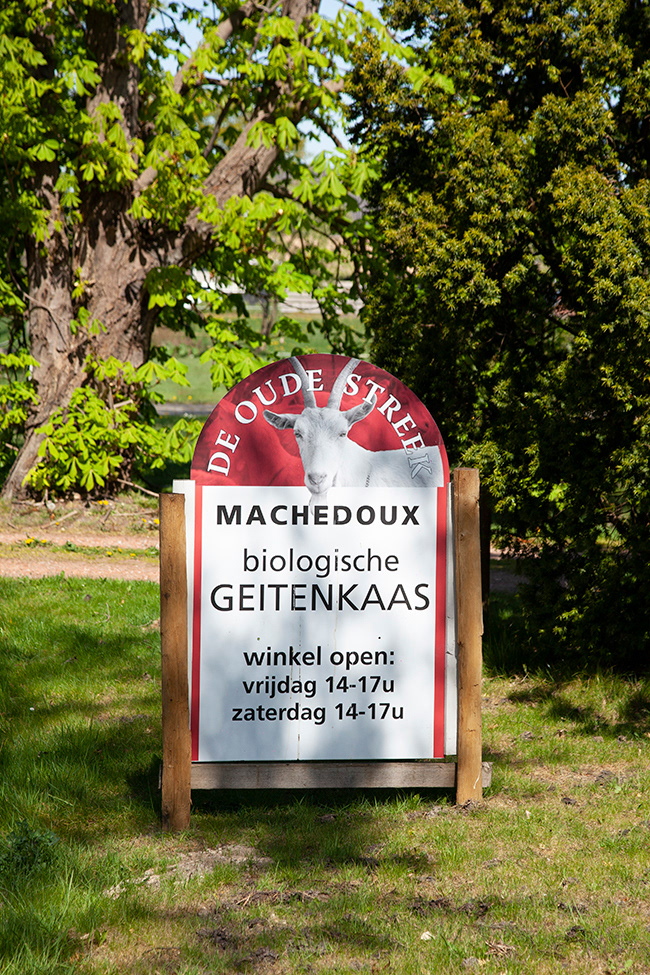 DE OUDE STREEK
MACHEDOUX
biologische
GEITENKAAS
winkel open:
vrijdag 14-17u
zaterdag 14-17u